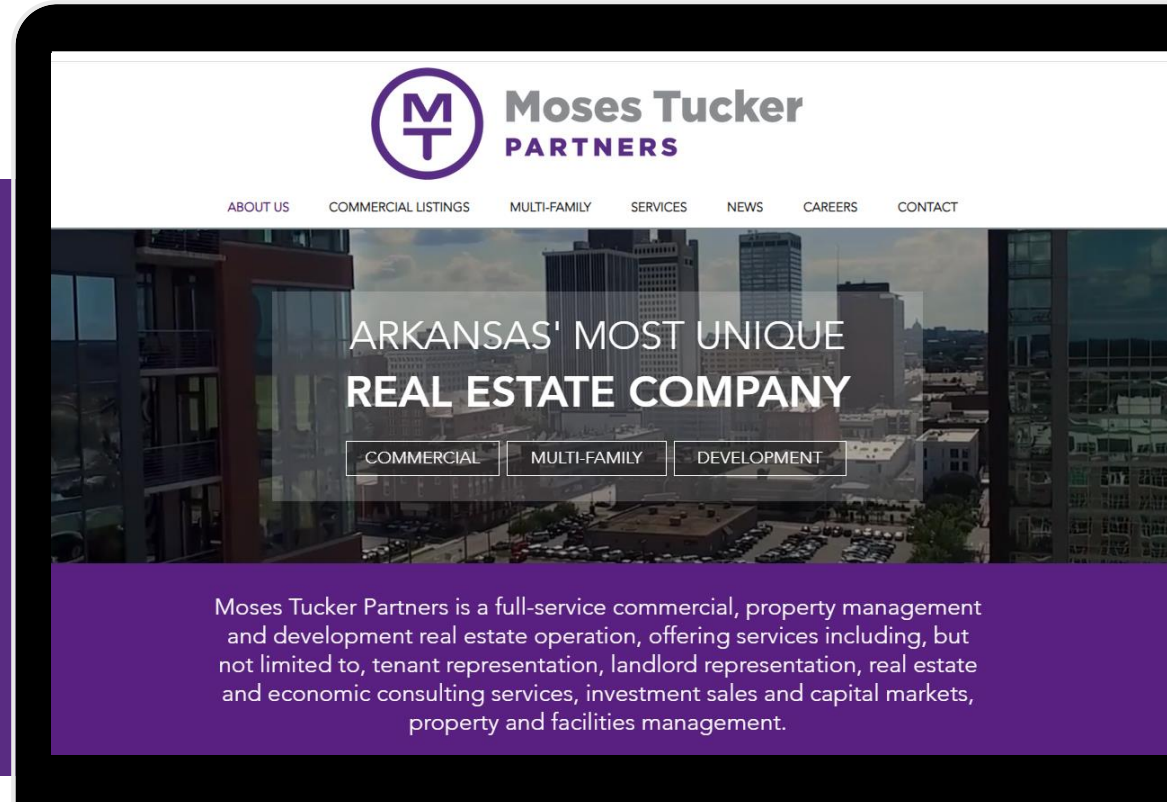 MT
Moses Tucker
PARTNERS
ABOUT US COMMERCIAL LISTINGS MULTI-FAMILY SERVICES NEWS CAREERS CONTACT
ARKANSAS' MOST UNIQUE
REAL ESTATE COMPANY
COMMERCIAL MULTI-FAMILY DEVELOPMENT
Moses Tucker Partners is a full-service commercial, property management
and development real estate operation, offering services including, but
not limited to, tenant representation, landlord representation, real estate
and economic consulting services, investment sales and capital markets,
property and facilities management.